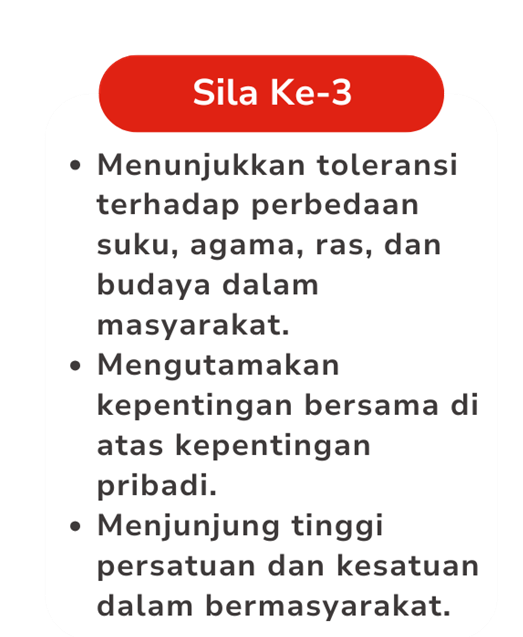 Sila Ke-3
• Menunjukkan toleransi
terhadap perbedaan
suku, agama, ras, dan
budaya dalam
masyarakat.
• Mengutamakan
kepentingan bersama di
atas kepentingan
pribadi.
• Menjunjung tinggi
persatuan dan kesatuan
dalam bermasyarakat.